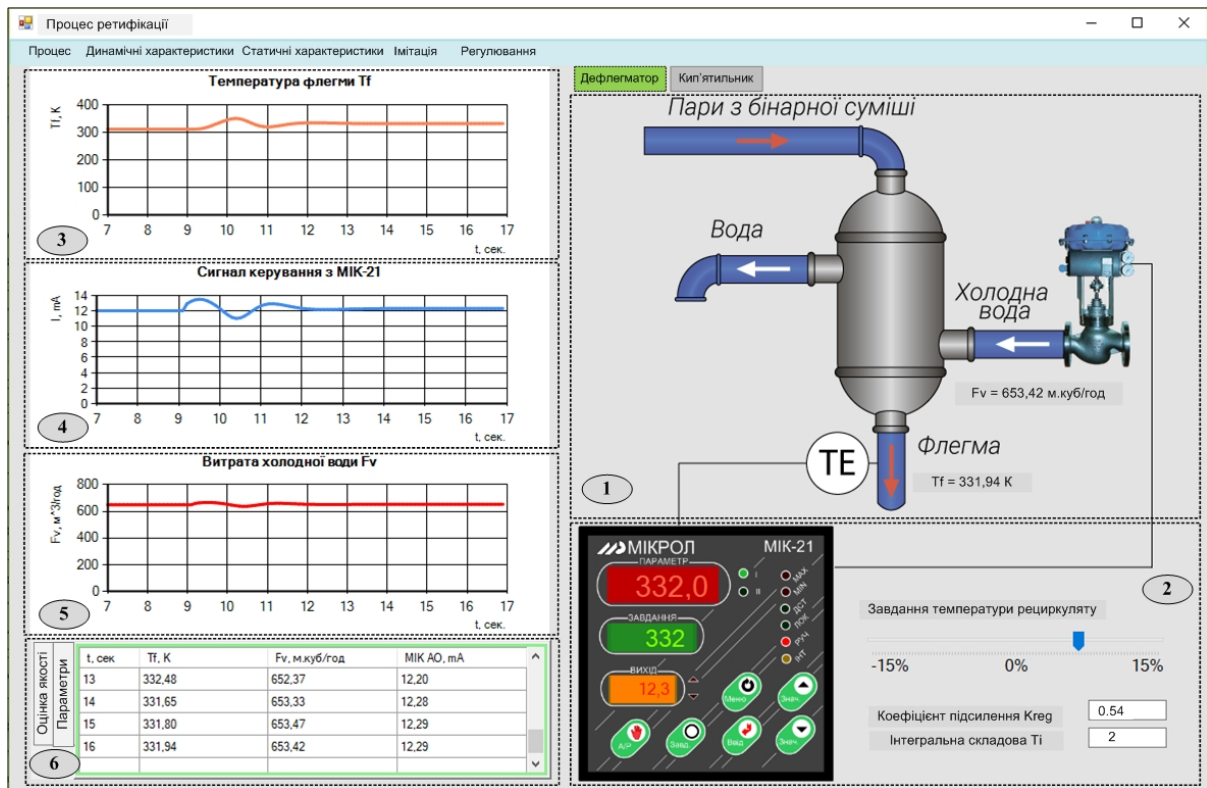 Процес ретифікації
Процес Динамічні характеристики Статичні характеристики Імітація Регулювання
Температура флегми Tf
Tf, K
400
300
200
100
0
7 8 9 10 11 12 13 14 15 16 17
t, сек.
3
Сигнал керування з МІК-21
I, mA
14
12
10
8
6
4
2
0
7 8 9 10 11 12 13 14 15 16 17
t, сек.
4
Витрата холодної води Fv
Fv, м^3/год
800
600
400
200
0
7 8 9 10 11 12 13 14 15 16 17
t, сек.
5
Оцінка якості
Параметри
t, сек Tf, K Fv, м.куб/год МІК АО, mA
13 332,48 652,37 12,20
14 331,65 653,33 12,28
15 331,80 653,47 12,29
16 331,94 653,42 12,29
6
Дефлегматор Кип'ятильник
Пари з бінарної суміші
Вода
Холодна
вода
Fv = 653,42 м.куб/год
Флегма
TE
Tf = 331,94 K
1
МІКРОЛ МІК-21
ПАРАМЕТР
332,0
I
II
MAX
MIN
ДСТ
ЛОК
РУЧ
ІНТ
ЗАВДАННЯ
332
ВИХІД
12,3
Меню
Знач.
А/Р
Завд.
Ввід
Знач.
2
Завдання температури рециркуляту
-15% 0% 15%
Коефіцієнт підсилення Kreg 0.54
Інтегральна складова Ti 2